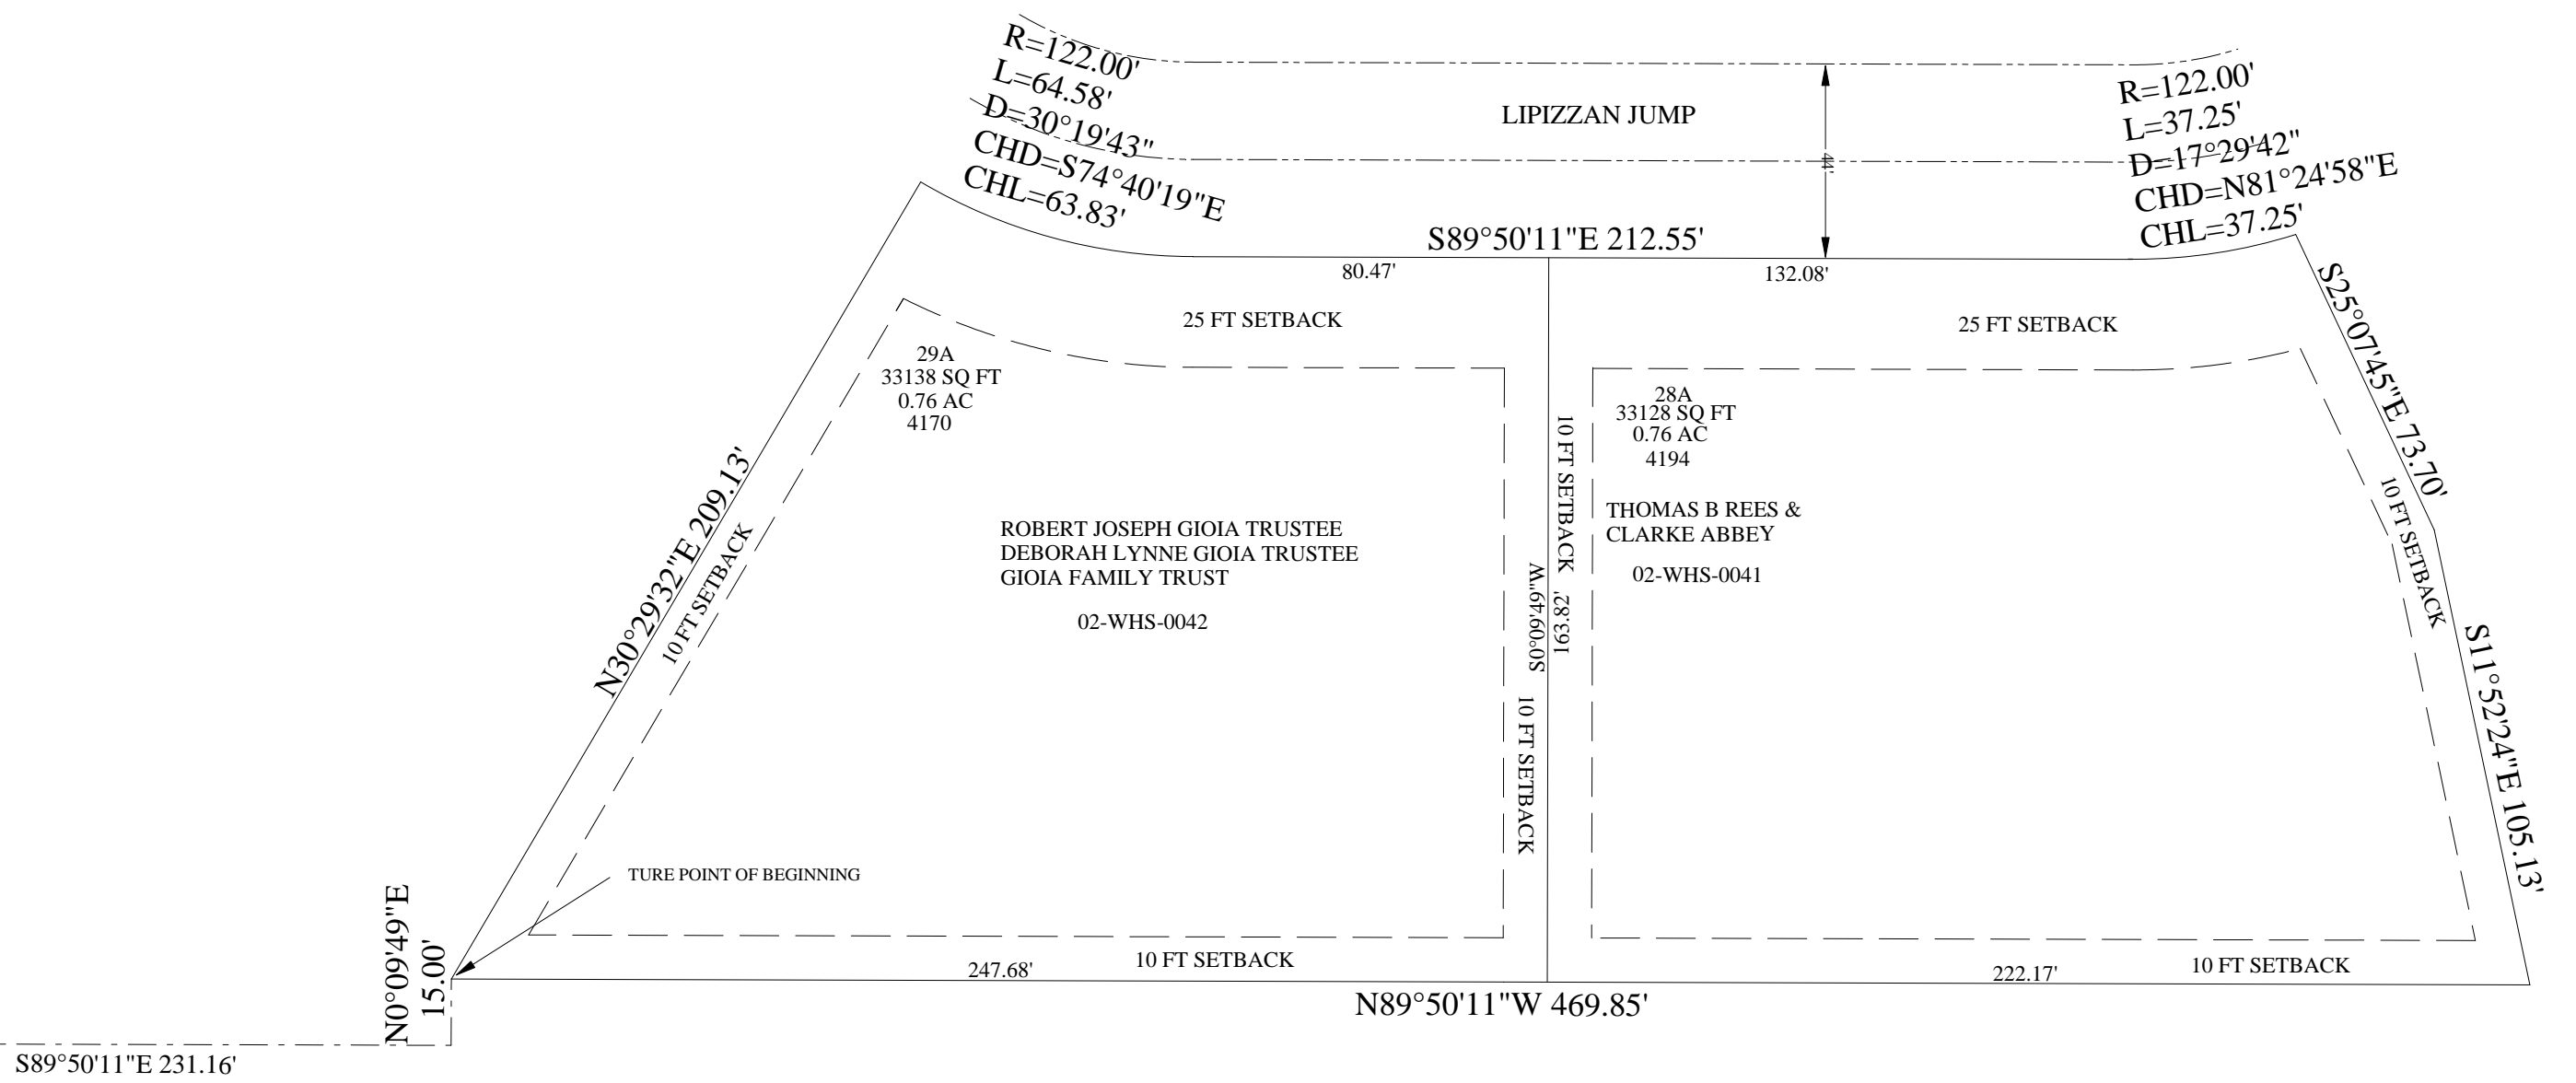 R=122.00'
L=64.58'
D=30°19'43"
CHD=S74°40'19"E
CHL=63.83'
LIPIZZAN JUMP
44'
R=122.00'
L=37.25'
D=17°29'42"
CHD=N81°24'58"E
CHL=37.25'
S89°50'11"E 212.55'
80.47'
132.08'
25 FT SETBACK
25 FT SETBACK
S25°07'45"E 73.70'
29A
33138 SQ FT
0.76 AC
4170
28A
33128 SQ FT
0.76 AC
4194
N30°29'32"E 209.13'
10 FT SETBACK
ROBERT JOSEPH GIOIA TRUSTEE
DEBORAH LYNNE GIOIA TRUSTEE
GIOIA FAMILY TRUST
02-WHS-0042
10 FT SETBACK
S0°09'49"W
163.82'
10 FT SETBACK
THOMAS B REES &
CLARKE ABBEY
02-WHS-0041
10 FT SETBACK
S11°52'24"E 105.13'
TURE POINT OF BEGINNING
N0°09'49"E
15.00'
247.68'
10 FT SETBACK
222.17'
10 FT SETBACK
N89°50'11"W 469.85'
S89°50'11"E 231.16'